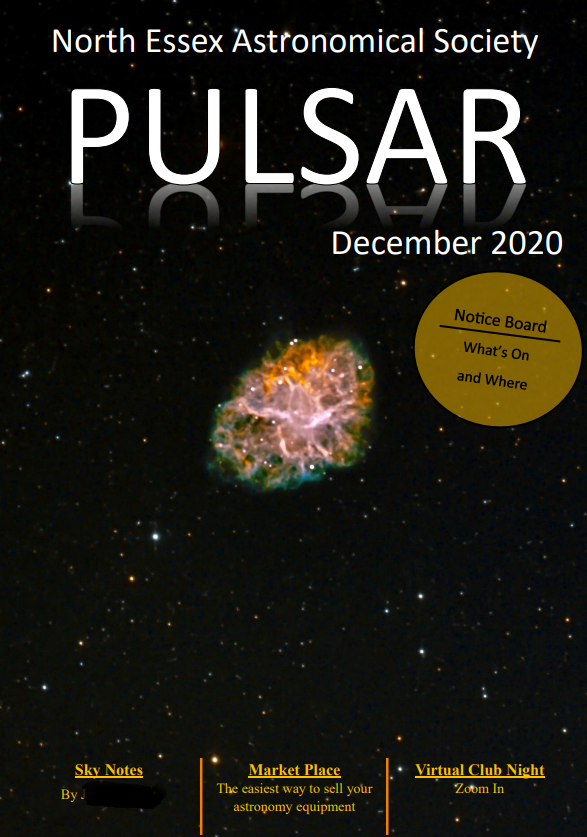 North Essex Astronomical Society
PULSAR
December 2020
Notice Board
What's On
and Where
Sky Notes
By J
Market Place
The easiest way to sell your
astronomy equipment
Virtual Club Night
Zoom In